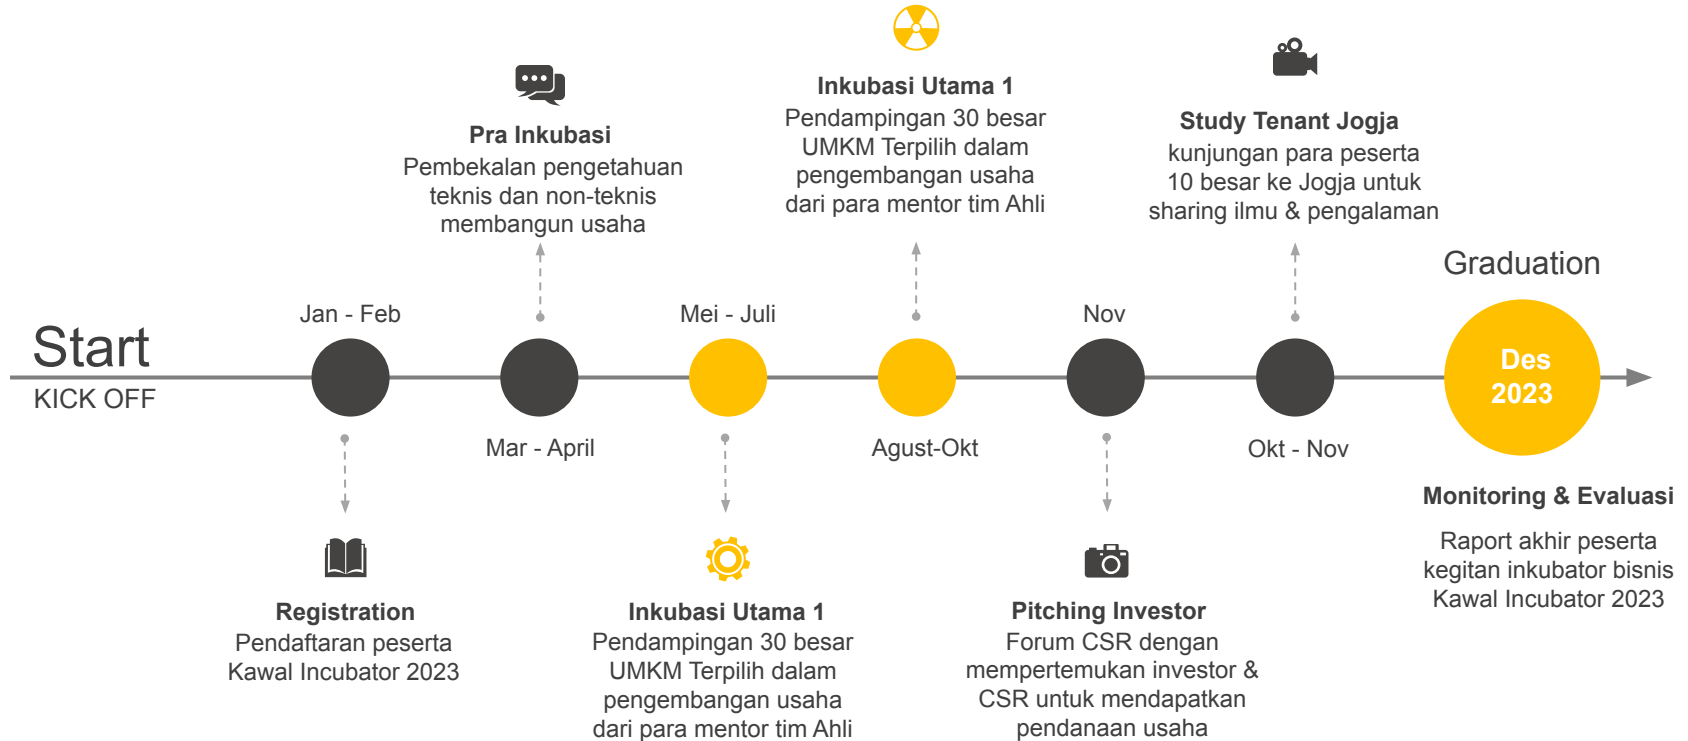 Start
KICK OFF
Jan - Feb
Registration
Pendaftaran peserta
Kawal Incubator 2023
Pra Inkubasi
Pembekalan pengetahuan
teknis dan non-teknis
membangun usaha
Mar - April
Mei - Juli
Inkubasi Utama 1
Pendampingan 30 besar
UMKM Terpilih dalam
pengembangan usaha
dari para mentor tim Ahli
Inkubasi Utama 1
Pendampingan 30 besar
UMKM Terpilih dalam
pengembangan usaha
dari para mentor tim Ahli
Agust-Okt
Nov
Pitching Investor
Forum CSR dengan
mempertemukan investor &
CSR untuk mendapatkan
pendanaan usaha
Study Tenant Jogja
kunjungan para peserta
10 besar ke Jogja untuk
sharing ilmu & pengalaman
Okt - Nov
Graduation
Des
2023
Monitoring & Evaluasi
Raport akhir peserta
kegitan inkubator bisnis
Kawal Incubator 2023